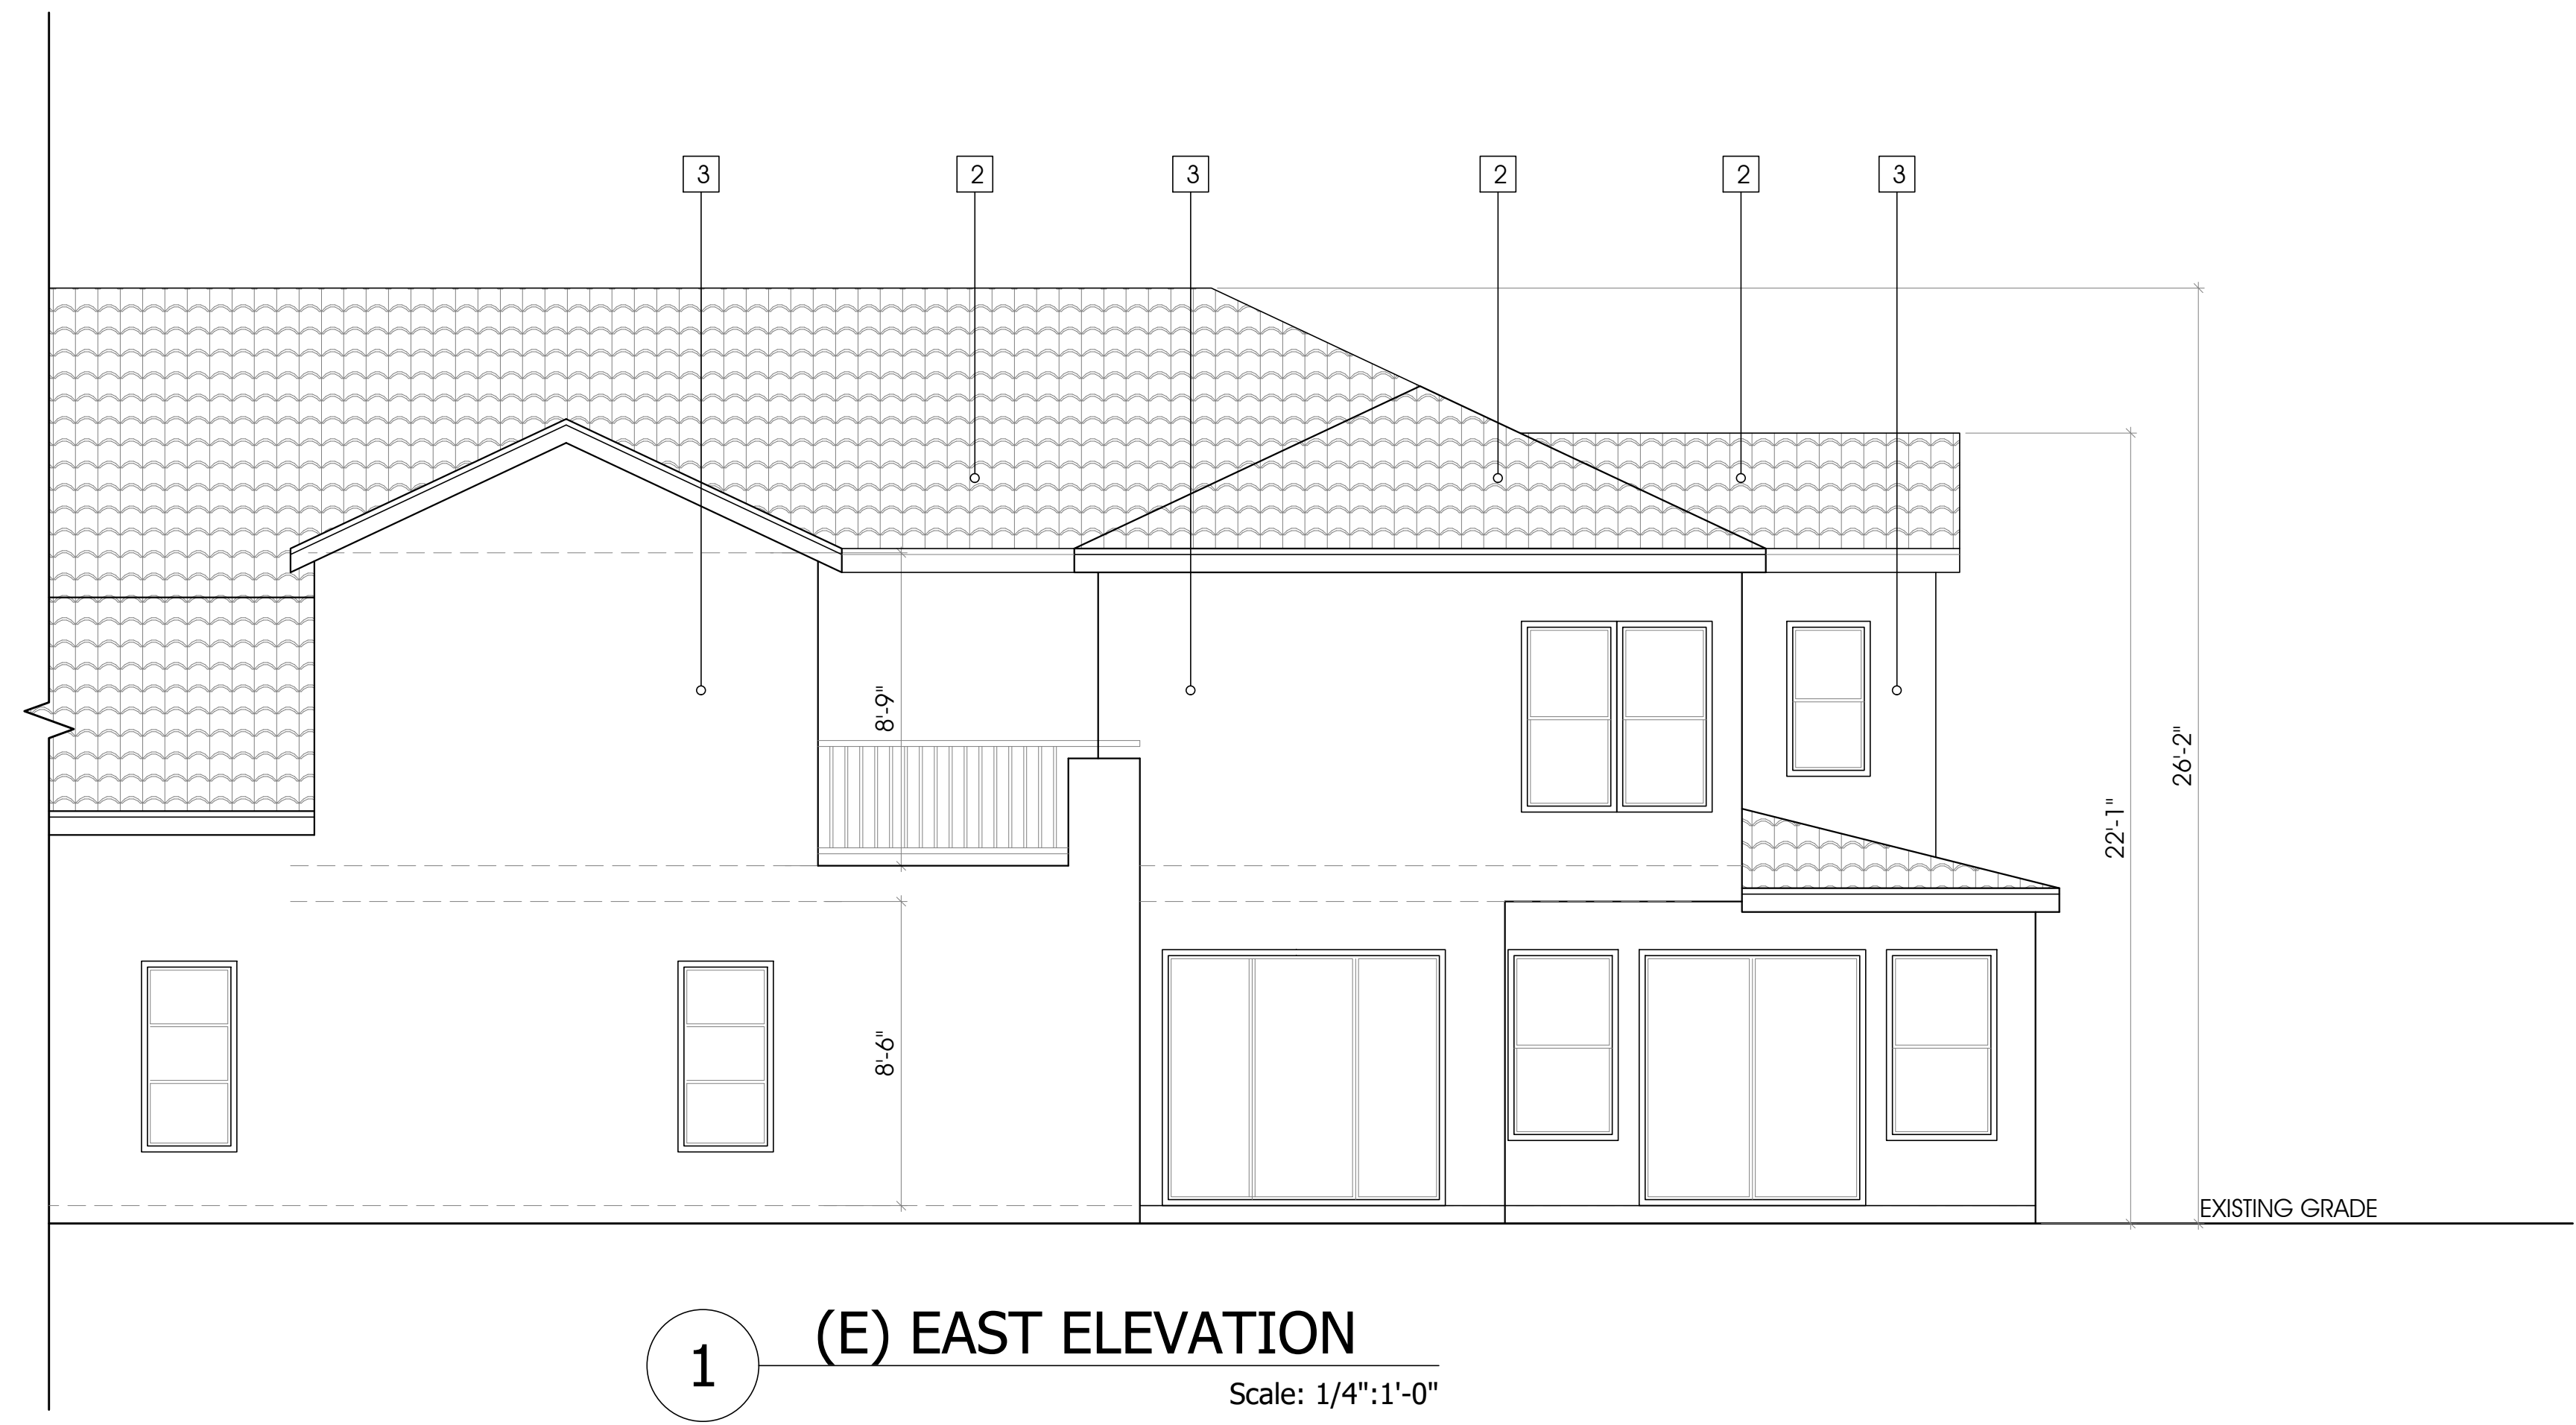 3 2 3 2 2 3
8'-9"
26'-2"
22'-1"
8'-6"
EXISTING GRADE
1
(E) EAST ELEVATION
Scale: 1/4":1'-0"